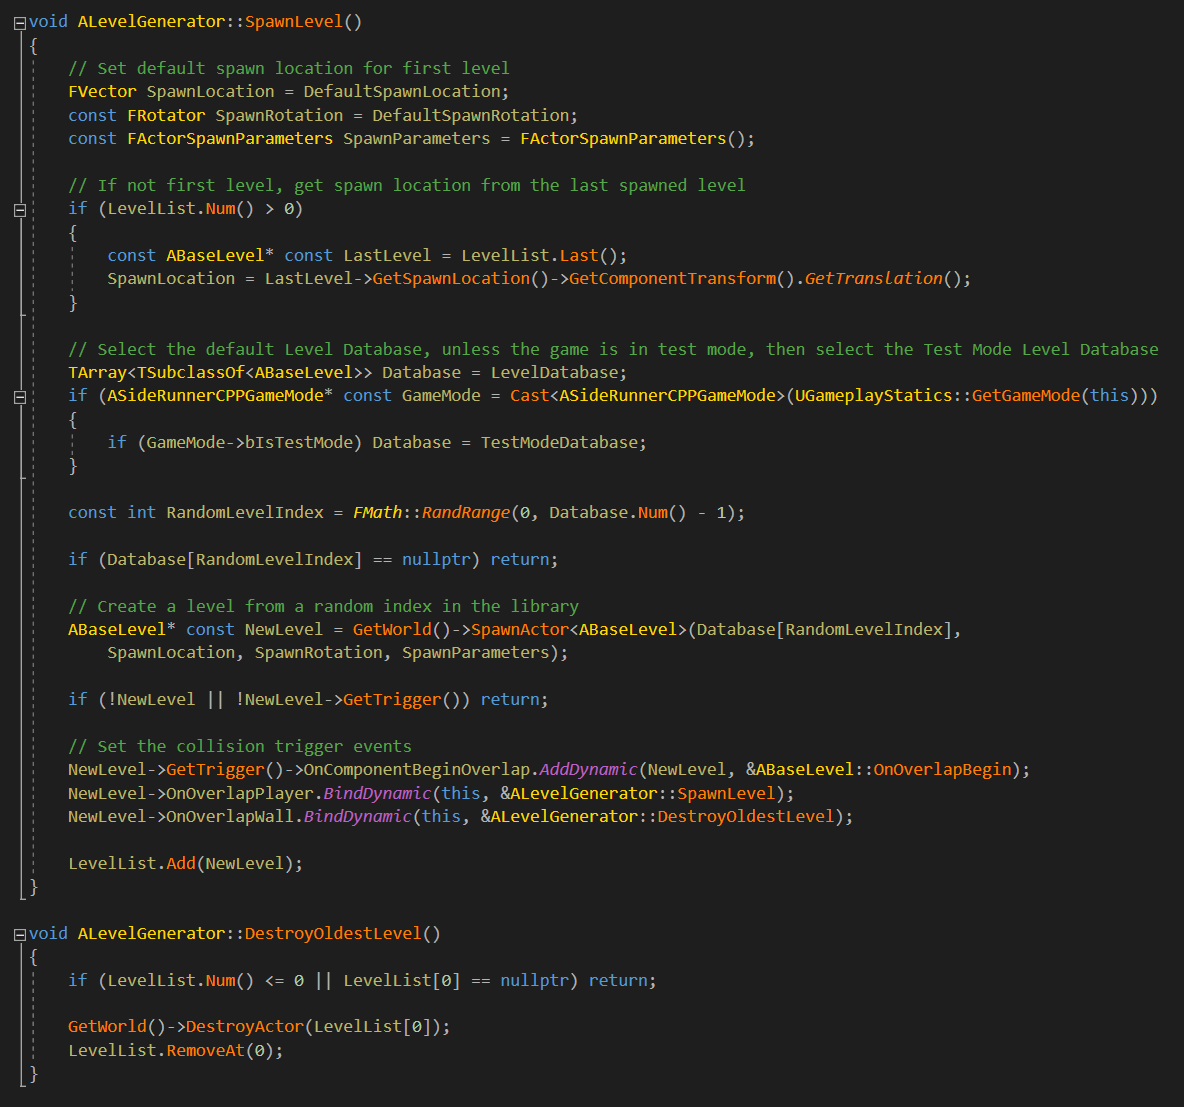 void ALevelGenerator::SpawnLevel()
{
    // Set default spawn location for first level
    FVector SpawnLocation = DefaultSpawnLocation;
    const FRotator SpawnRotation = DefaultSpawnRotation;
    const FActorSpawnParameters SpawnParameters = FActorSpawnParameters();

    // If not first level, get spawn location from the last spawned level
    if (LevelList.Num() > 0)
    {
        const ABaseLevel* const LastLevel = LevelList.Last();
        SpawnLocation = LastLevel->GetSpawnLocation()->GetComponentTransform().GetTranslation();
    }

    // Select the default Level Database, unless the game is in test mode, then select the Test Mode Level Database
    TArray<TSubclassOf<ABaseLevel>> Database = LevelDatabase;
    if (ASideRunnerCPPGameMode* const GameMode = Cast<ASideRunnerCPPGameMode>(UGameplayStatics::GetGameMode(this)))
    {
        if (GameMode->bIsTestMode) Database = TestModeDatabase;
    }

    const int RandomLevelIndex = FMath::RandRange(0, Database.Num() - 1);

    if (Database[RandomLevelIndex] == nullptr) return;

    // Create a level from a random index in the library
    ABaseLevel* const NewLevel = GetWorld()->SpawnActor<ABaseLevel>(Database[RandomLevelIndex],
        SpawnLocation, SpawnRotation, SpawnParameters);

    if (!NewLevel || !NewLevel->GetTrigger()) return;

    // Set the collision trigger events
    NewLevel->GetTrigger()->OnComponentBeginOverlap.AddDynamic(NewLevel, &ABaseLevel::OnOverlapBegin);
    NewLevel->OnOverlapPlayer.BindDynamic(this, &ALevelGenerator::SpawnLevel);
    NewLevel->OnOverlapWall.BindDynamic(this, &ALevelGenerator::DestroyOldestLevel);

    LevelList.Add(NewLevel);
}

void ALevelGenerator::DestroyOldestLevel()
{
    if (LevelList.Num() <= 0 || LevelList[0] == nullptr) return;

    GetWorld()->DestroyActor(LevelList[0]);
    LevelList.RemoveAt(0);
}